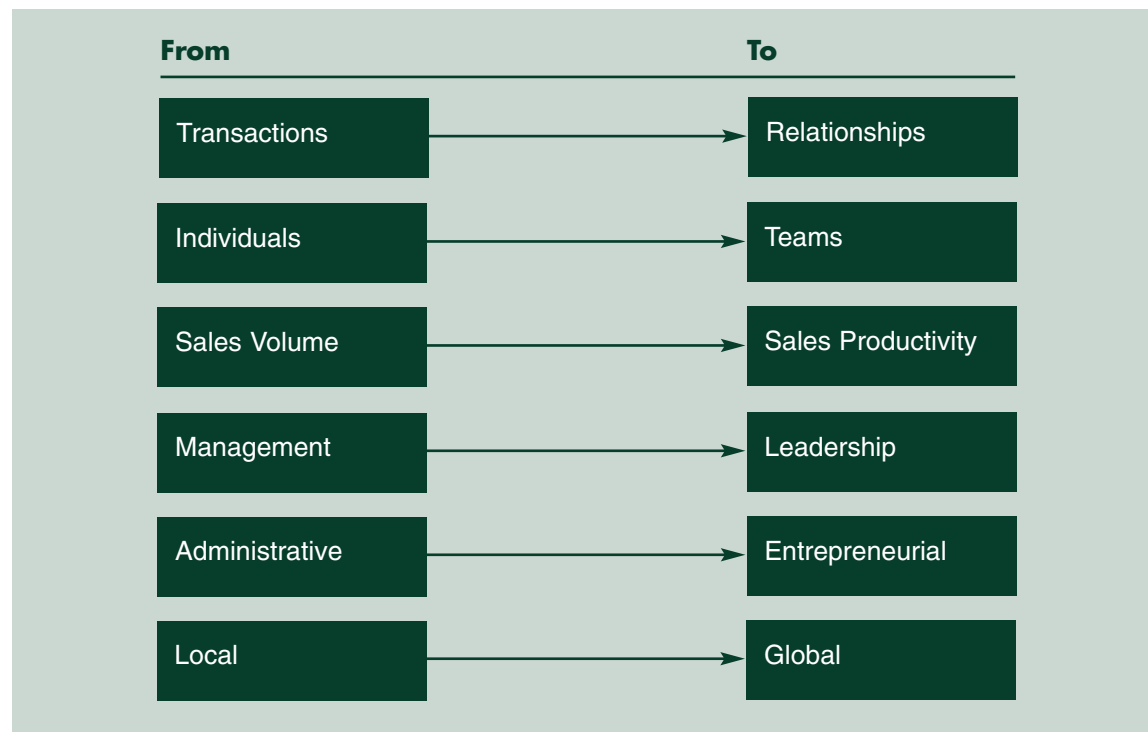 From To
Transactions Relationships
Individuals Teams
Sales Volume Sales Productivity
Management Leadership
Administrative Entrepreneurial
Local Global